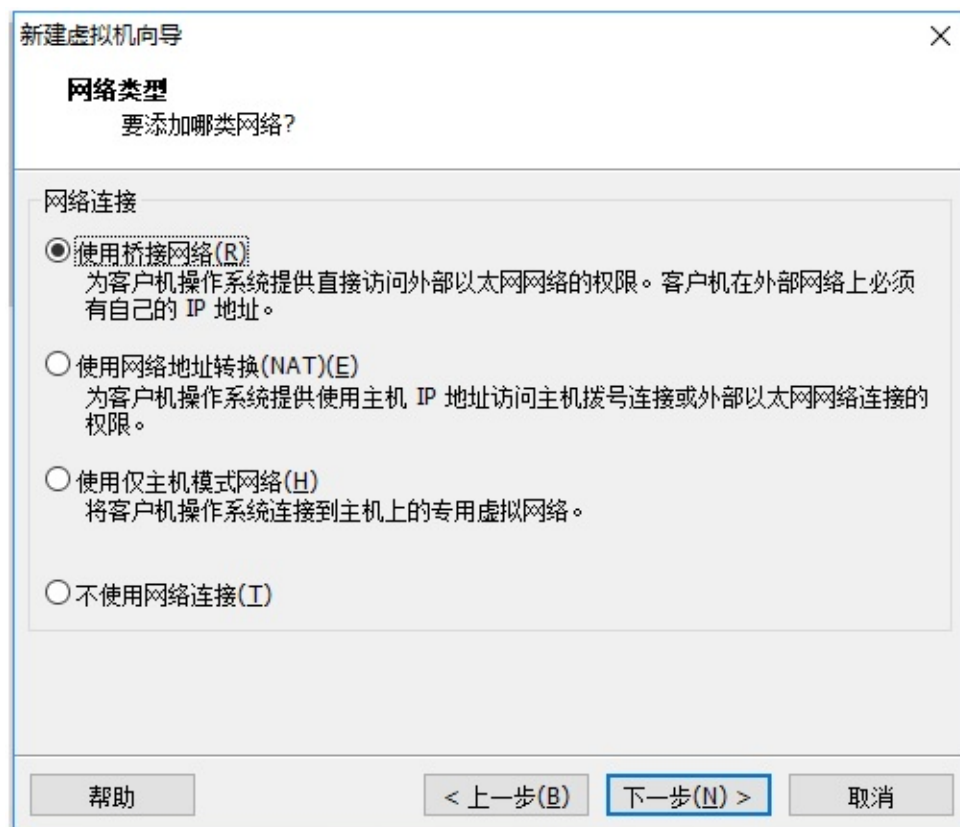 新建虚拟机向导
网络类型
要添加哪类网络?
网络连接
使用桥接网络(R)
为客户机操作系统提供直接访问外部以太网网络的权限。客户机在外部网络上必须
有自己的 IP 地址。
使用网络地址转换(NAT)(E)
为客户机操作系统提供使用主机 IP 地址访问主机拨号连接或外部以太网网络连接的
权限。
使用仅主机模式网络(H)
将客户机操作系统连接到主机上的专用虚拟网络。
不使用网络连接(T)
帮助
< 上一步(B)
下一步(N) >
取消